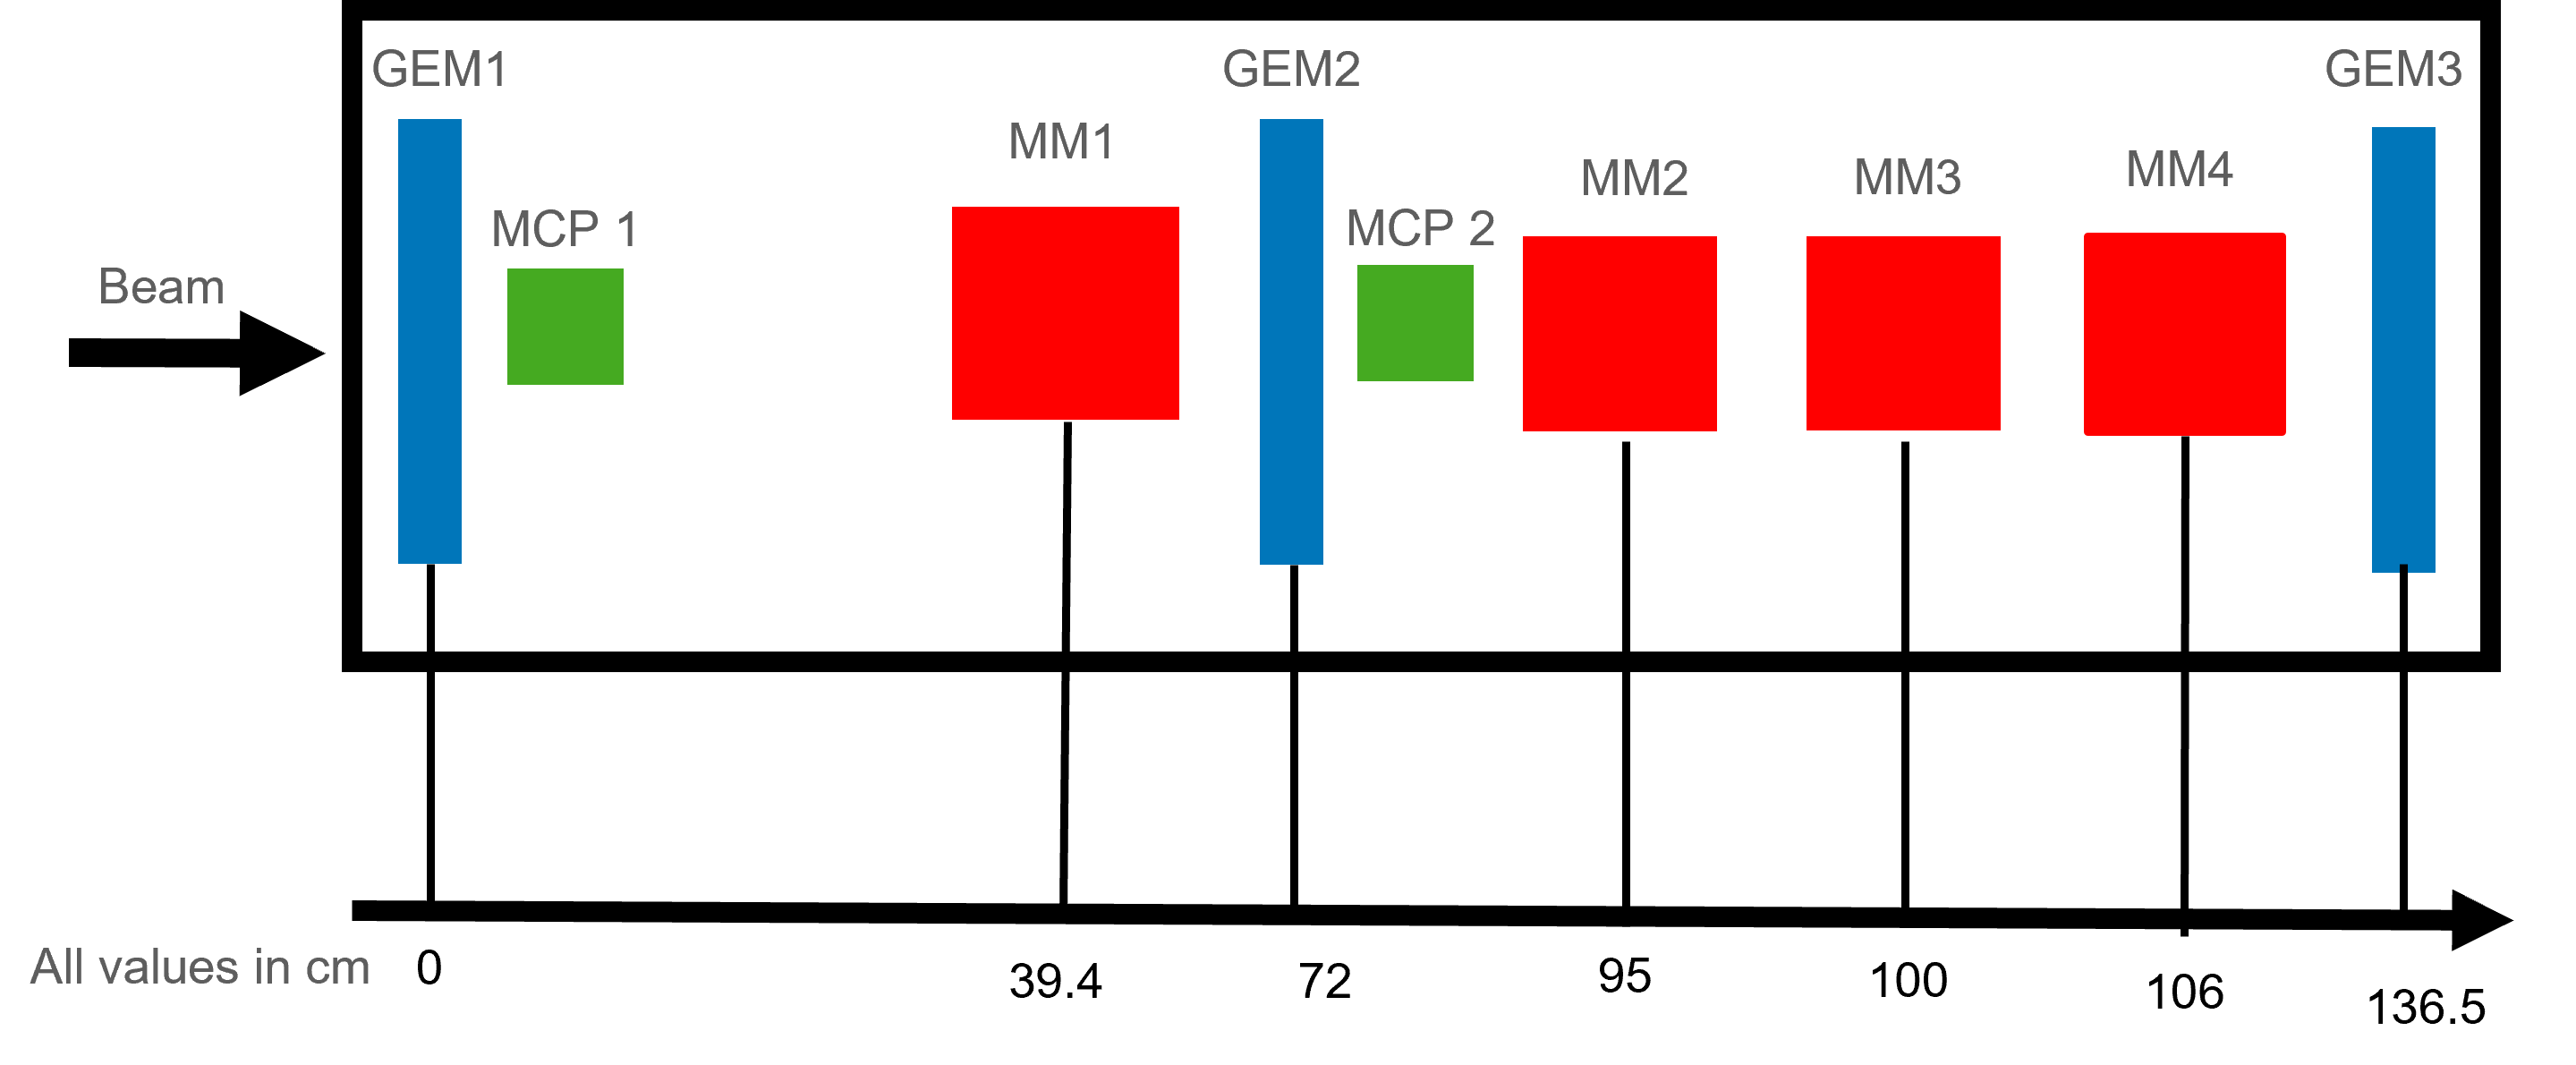 GEM1
GEM2
GEM3
MM1
MM2
MM3
MM4
MCP 1
MCP 2
Beam
All values in cm
0
39.4
72
95
100
106
136.5